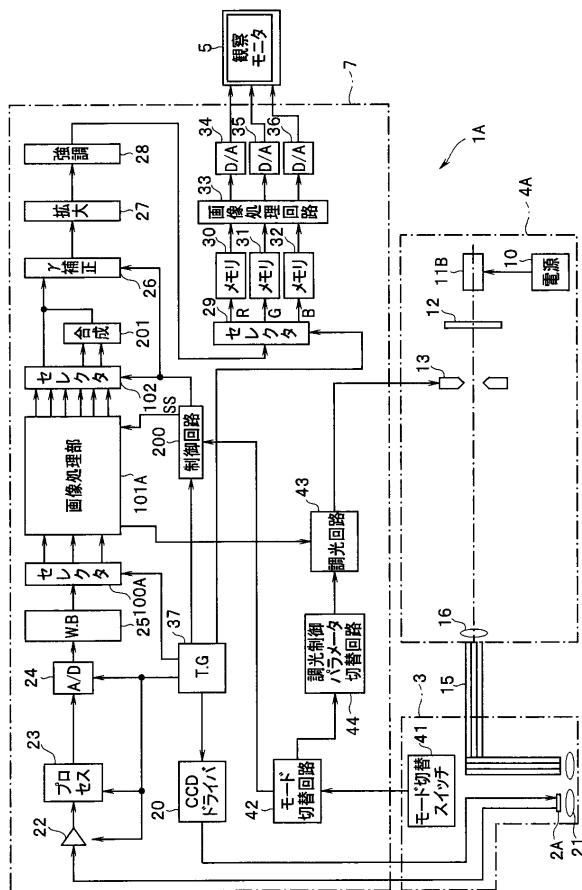 22
プロセス
23
A/D
24
W.B
25
セレクタ
100A
画像処理部
101A
セレクタ
102
合成
201
γ補正
26
拡大
27
強調
28
SS
制御回路
200
T.G
37
CCD
ドライバ
20
セレクタ
29
R
G
B
メモリ
30
メモリ
31
メモリ
32
画像処理回路
33
D/A
34
D/A
35
D/A
36
観察
モニタ
5
7
モード
切替回路
42
調光制御
パラメータ
切替回路
44
調光回路
43
1A
モード切替
スイッチ
41
3
2A
21
15
16
13
12
11B
電源
10
4A